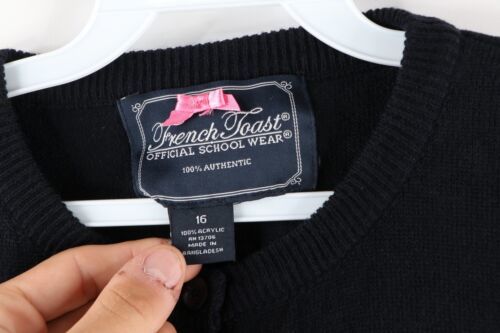 French Toast®
OFFICIAL SCHOOL WEAR®
100% AUTHENTIC
16
100% ACRYLIC
RN 13706
MADE IN
BANGLADESH